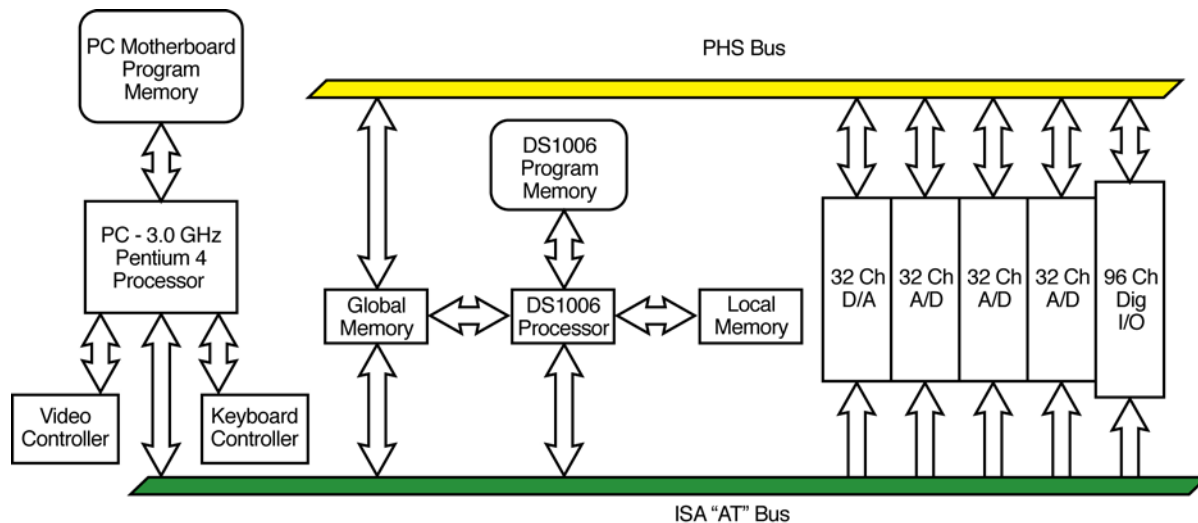 PC Motherboard
Program
Memory
PHS Bus
DS1006
Program
Memory
PC - 3.0 GHz
Pentium 4
Processor
32 Ch
D/A
32 Ch
A/D
32 Ch
A/D
32 Ch
A/D
96 Ch
Dig
I/O
Global
Memory
DS1006
Processor
Local
Memory
Video
Controller
Keyboard
Controller
ISA “AT” Bus